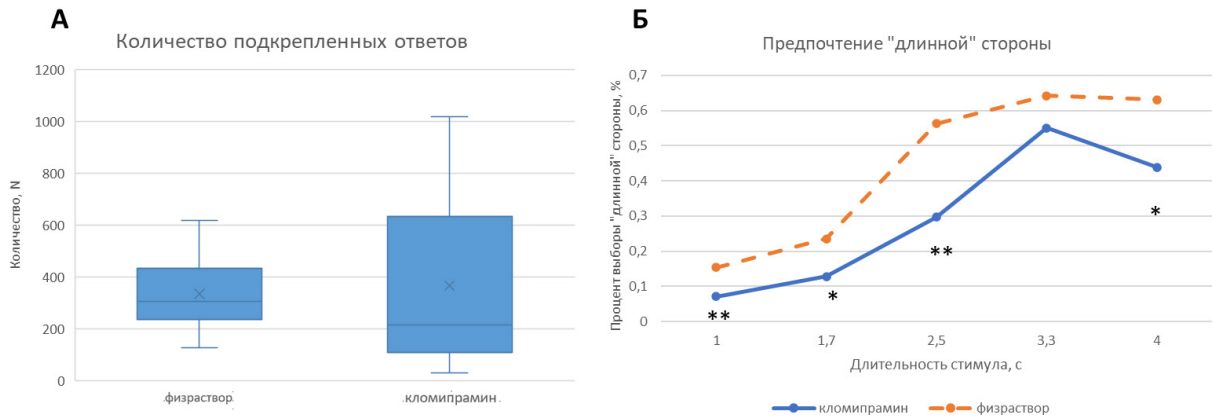 А
Количество подкрепленных ответов
Количество, N
1200
1000
800
600
400
200
0
физраствор
кломипрамин
Б
Предпочтение "длинной" стороны
Процент выборы "длинной" стороны, %
0,7
0,6
0,5
0,4
0,3
0,2
0,1
0
**
*
**
*
1 1,7 2,5 3,3 4
Длительность стимула, с
кломипрамин физраствор